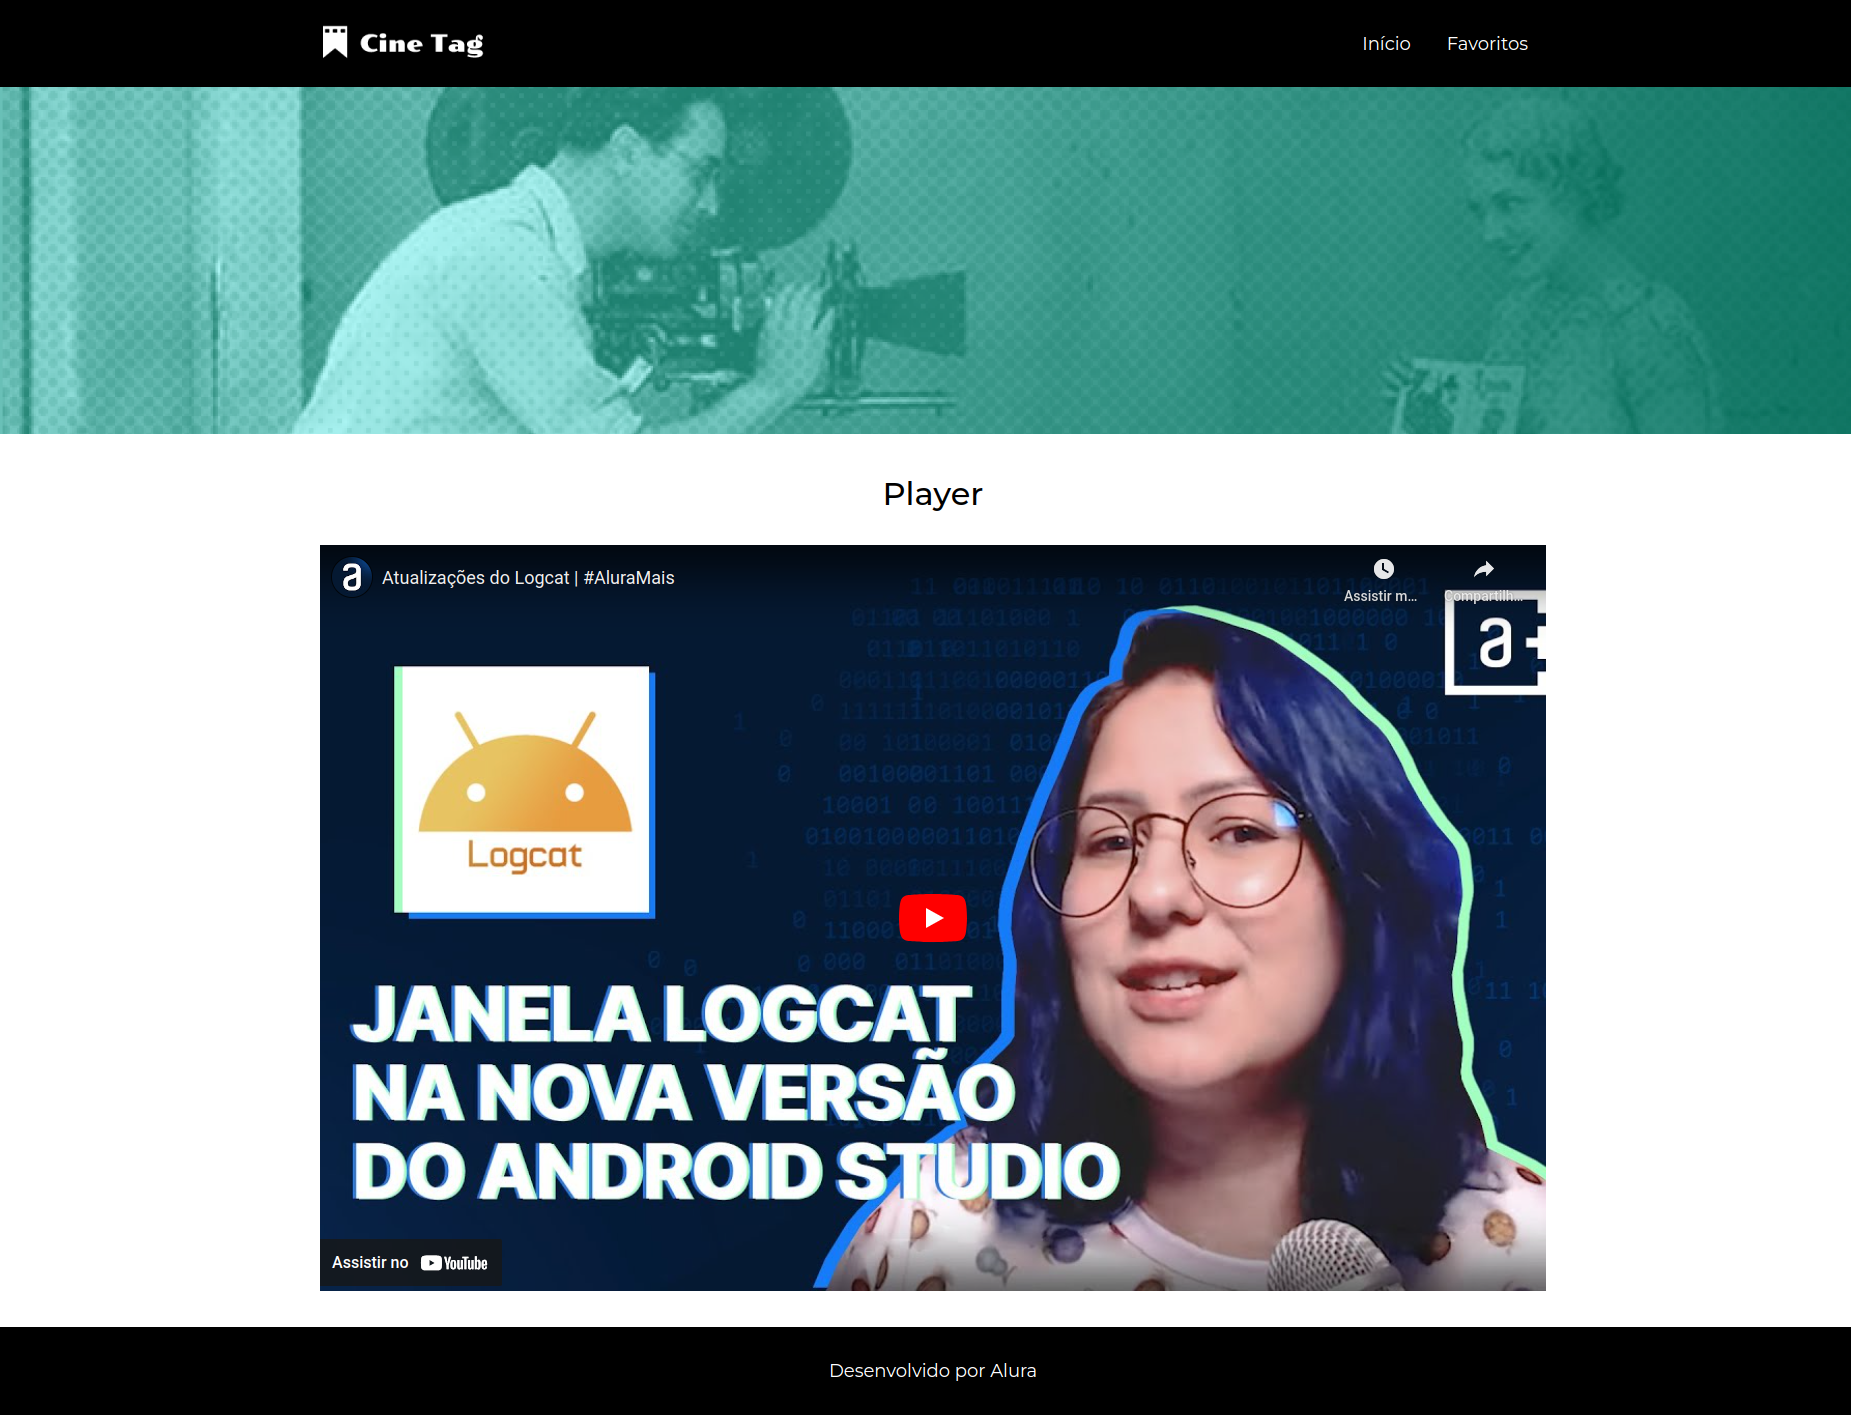 Cine Tag
Início
Favoritos
Player
Atualizações do Logcat | #AluraMais
Assistir m...
Compartilh...
a+
Logcat
JANELA LOGCAT
NA NOVA VERSÃO
DO ANDROID STUDIO
Assistir no YouTube
Desenvolvido por Alura